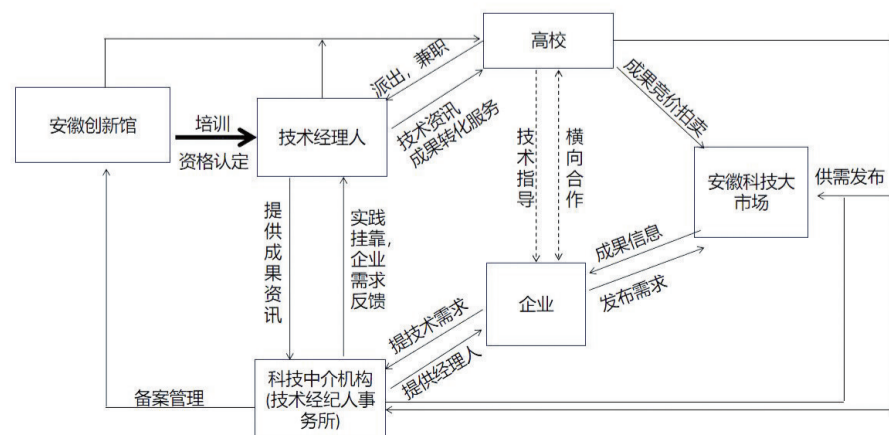 高校
派出，兼职
成果竞价拍卖
安徽创新馆
培训
资格认定
技术经理人
技术资讯
成果转化服务
技
术
指
导
横
向
合
作
安徽科技大
市场
供需发布
提
供
成
果
资
讯
实践
挂靠，
企业
需求
反馈
成果信息
发布需求
企业
提技术需求
提供经理人
科技中介机构
(技术经纪人事
务所)
备案管理